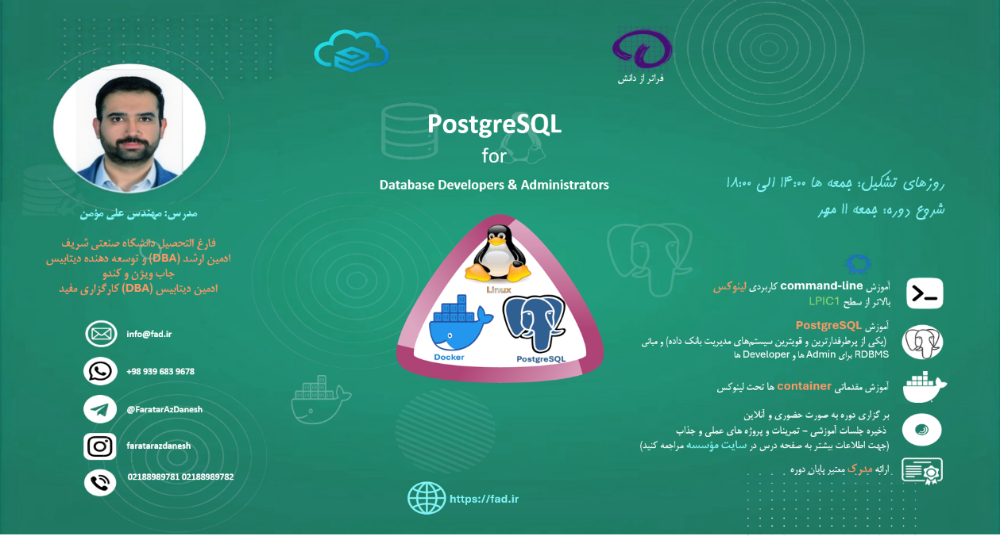 فراتر از دانش
PostgreSQL
for
Database Developers & Administrators
روزهای تشکیل: جمعه ها ۱۴:۰۰ الی ۱۸:۰۰
شروع دوره: جمعه ۱۱ مهر
مدرس: مهندس علی مؤمن
فارغ التحصیل دانشگاه صنعتی شریف
ادمین ارشد (DBA) و توسعه دهنده دیتابیس
جاب ویژن و کندو
ادمین دیتابیس (DBA) کارگزاری مفید
info@fad.ir
+98 939 683 9678
@FaratarAzDanesh
faratarazdanesh
02188989781 02188989782
Linux
Docker
PostgreSQL
آموزش command-line کاربردی لینوکس
بالاتر از سطح LPIC1
آموزش PostgreSQL
(یکی از پرطرفدارترین و قویترین سیستم‌های مدیریت بانک داده) و مبانی
RDBMS برای Admin ها و Developer ها
آموزش مقدماتی container ها تحت لینوکس
بر گزاری دوره به صورت حضوری و آنلاین
ذخیره جلسات آموزشی – تمرینات و پروژه های عملی و جذاب
(جهت اطلاعات بیشتر به صفحه درس در سایت مؤسسه مراجعه کنید)
ارائه مدرک معتبر پایان دوره
https://fad.ir